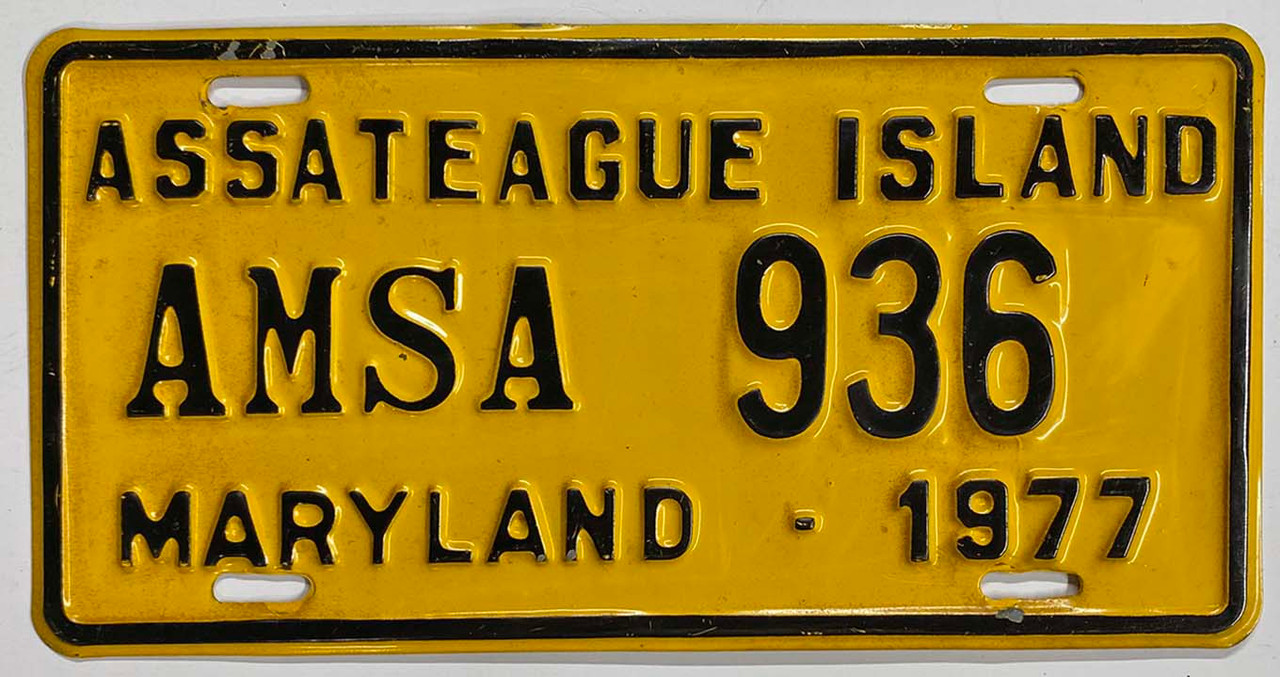 ASSATEAGUE ISLAND
AMSA 936
MARYLAND - 1977